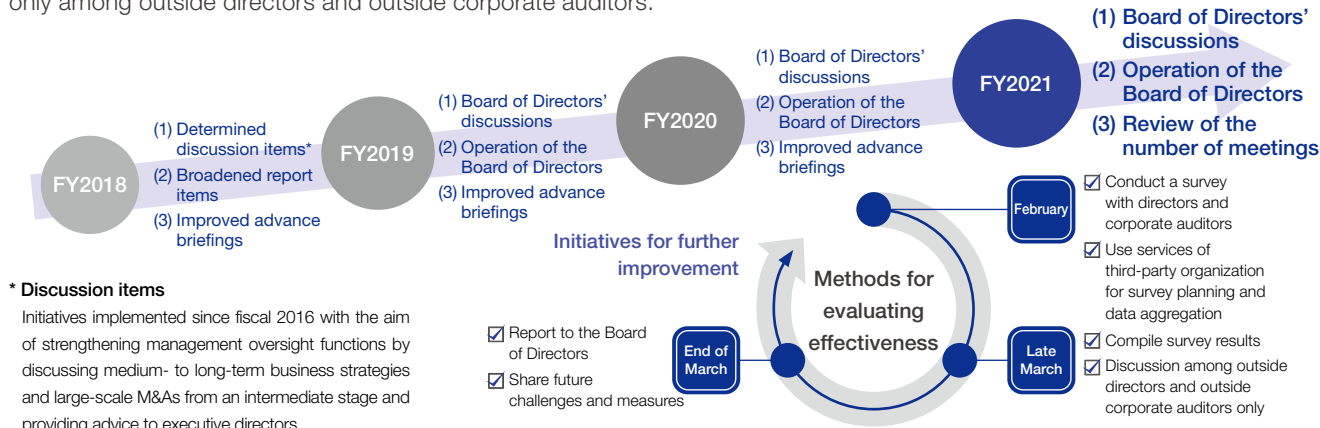 only among outside directors and outside corporate auditors.
FY2018
(1) Determined
discussion items*
(2) Broadened report
items
(3) Improved advance
briefings
FY2019
(1) Board of Directors'
discussions
(2) Operation of the
Board of Directors
(3) Improved advance
briefings
FY2020
(1) Board of Directors'
discussions
(2) Operation of the
Board of Directors
(3) Improved advance
briefings
FY2021
(1) Board of Directors'
discussions
(2) Operation of the
Board of Directors
(3) Review of the
number of meetings
Initiatives for further
improvement
Methods for
evaluating
effectiveness
February
Conduct a survey
with directors and
corporate auditors
Use services of
third-party organization
for survey planning and
data aggregation
Late
March
Compile survey results
Discussion among outside
directors and outside
corporate auditors only
End of
March
Report to the Board
of Directors
Share future
challenges and measures
* Discussion items
Initiatives implemented since fiscal 2016 with the aim
of strengthening management oversight functions by
discussing medium- to long-term business strategies
and large-scale M&As from an intermediate stage and
providing advice to executive directors